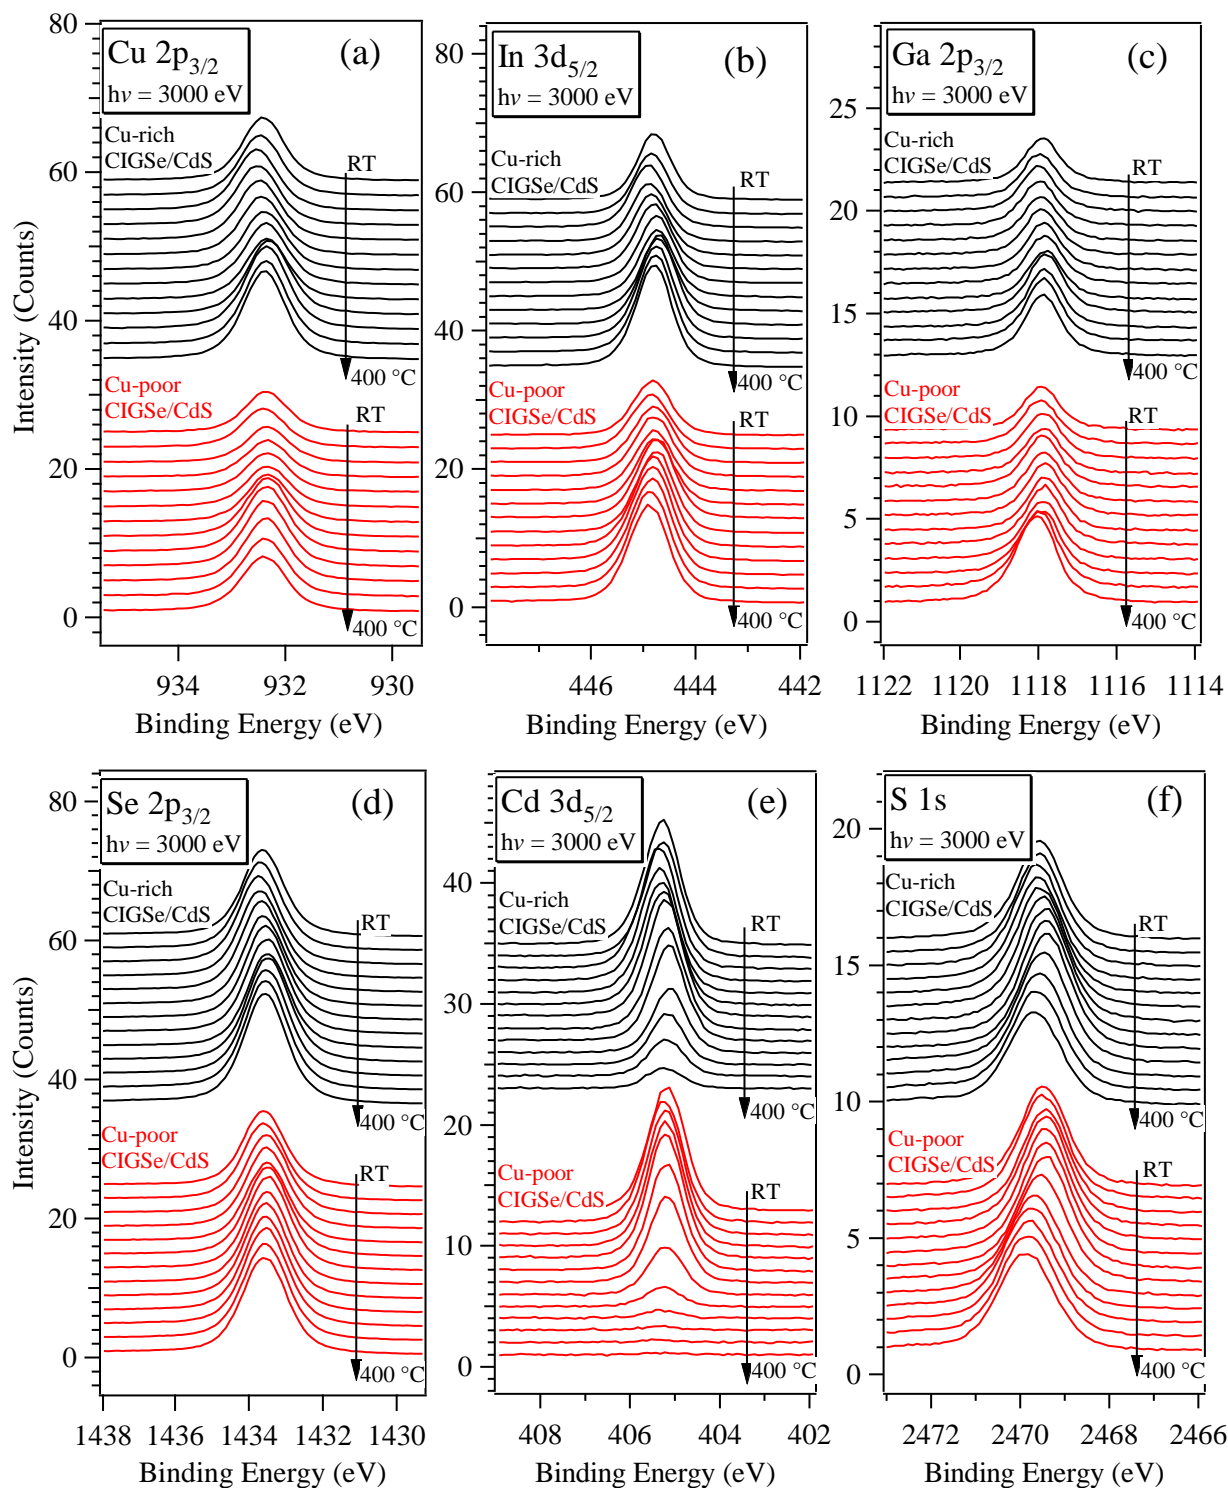 Cu 2p3/2 (a)
hν = 3000 eV
Cu-rich
CIGSe/CdS
RT
400 °C
Cu-poor
CIGSe/CdS
RT
400 °C
80
60
40
20
0
Intensity (Counts)
934 932 930
Binding Energy (eV)
In 3d5/2 (b)
hν = 3000 eV
Cu-rich
CIGSe/CdS
RT
400 °C
Cu-poor
CIGSe/CdS
RT
400 °C
80
60
40
20
0
446 444 442
Binding Energy (eV)
Ga 2p3/2 (c)
hν = 3000 eV
Cu-rich
CIGSe/CdS
RT
400 °C
Cu-poor
CIGSe/CdS
RT
400 °C
25
20
15
10
5
0
1122 1120 1118 1116 1114
Binding Energy (eV)
Se 2p3/2 (d)
hν = 3000 eV
Cu-rich
CIGSe/CdS
RT
400 °C
Cu-poor
CIGSe/CdS
RT
400 °C
80
60
40
20
0
Intensity (Counts)
1438 1436 1434 1432 1430
Binding Energy (eV)
Cd 3d5/2 (e)
hν = 3000 eV
Cu-rich
CIGSe/CdS
RT
400 °C
Cu-poor
CIGSe/CdS
RT
400 °C
40
30
20
10
0
408 406 404 402
Binding Energy (eV)
S 1s (f)
hν = 3000 eV
Cu-rich
CIGSe/CdS
RT
400 °C
Cu-poor
CIGSe/CdS
RT
400 °C
20
15
10
5
0
2472 2470 2468 2466
Binding Energy (eV)